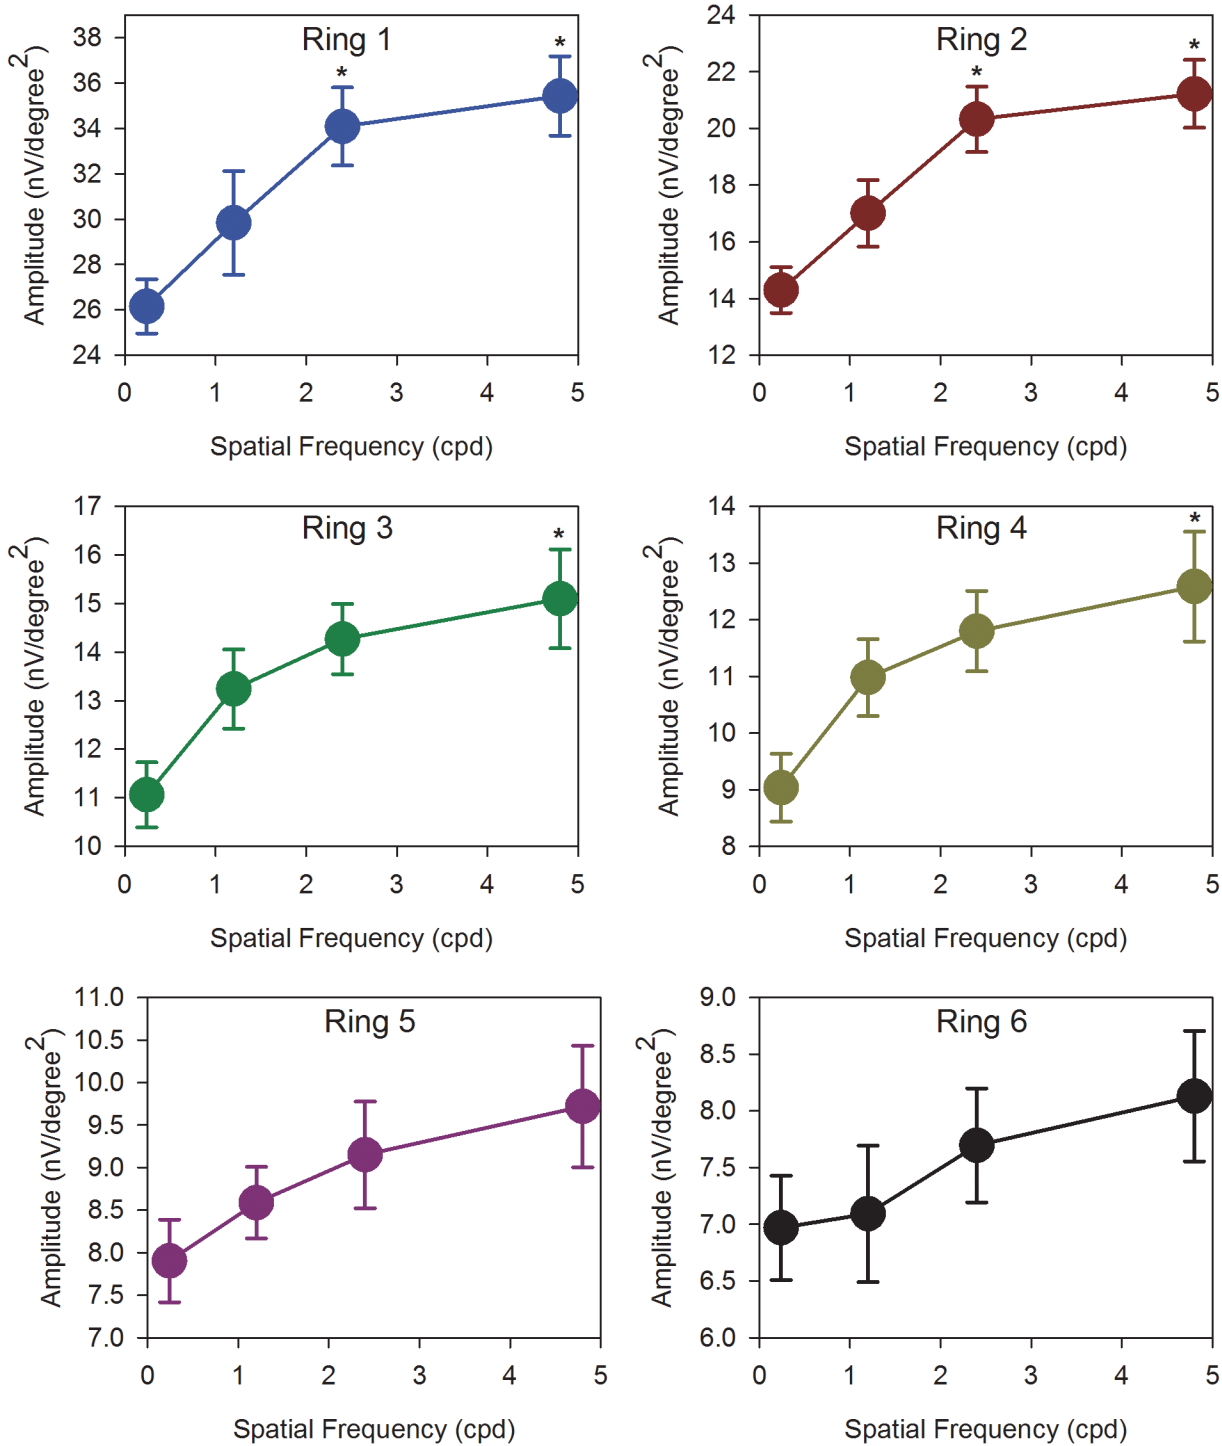 Ring 1
*
*
Amplitude (nV/degree2)
38
36
34
32
30
28
26
24
0 1 2 3 4 5
Spatial Frequency (cpd)
Ring 2
*
*
Amplitude (nV/degree2)
24
22
20
18
16
14
12
0 1 2 3 4 5
Spatial Frequency (cpd)
Ring 3
*
Amplitude (nV/degree2)
17
16
15
14
13
12
11
10
0 1 2 3 4 5
Spatial Frequency (cpd)
Ring 4
*
Amplitude (nV/degree2)
14
13
12
11
10
9
8
0 1 2 3 4 5
Spatial Frequency (cpd)
Ring 5
Amplitude (nV/degree2)
11.0
10.5
10.0
9.5
9.0
8.5
8.0
7.5
7.0
0 1 2 3 4 5
Spatial Frequency (cpd)
Ring 6
Amplitude (nV/degree2)
9.0
8.5
8.0
7.5
7.0
6.5
6.0
0 1 2 3 4 5
Spatial Frequency (cpd)